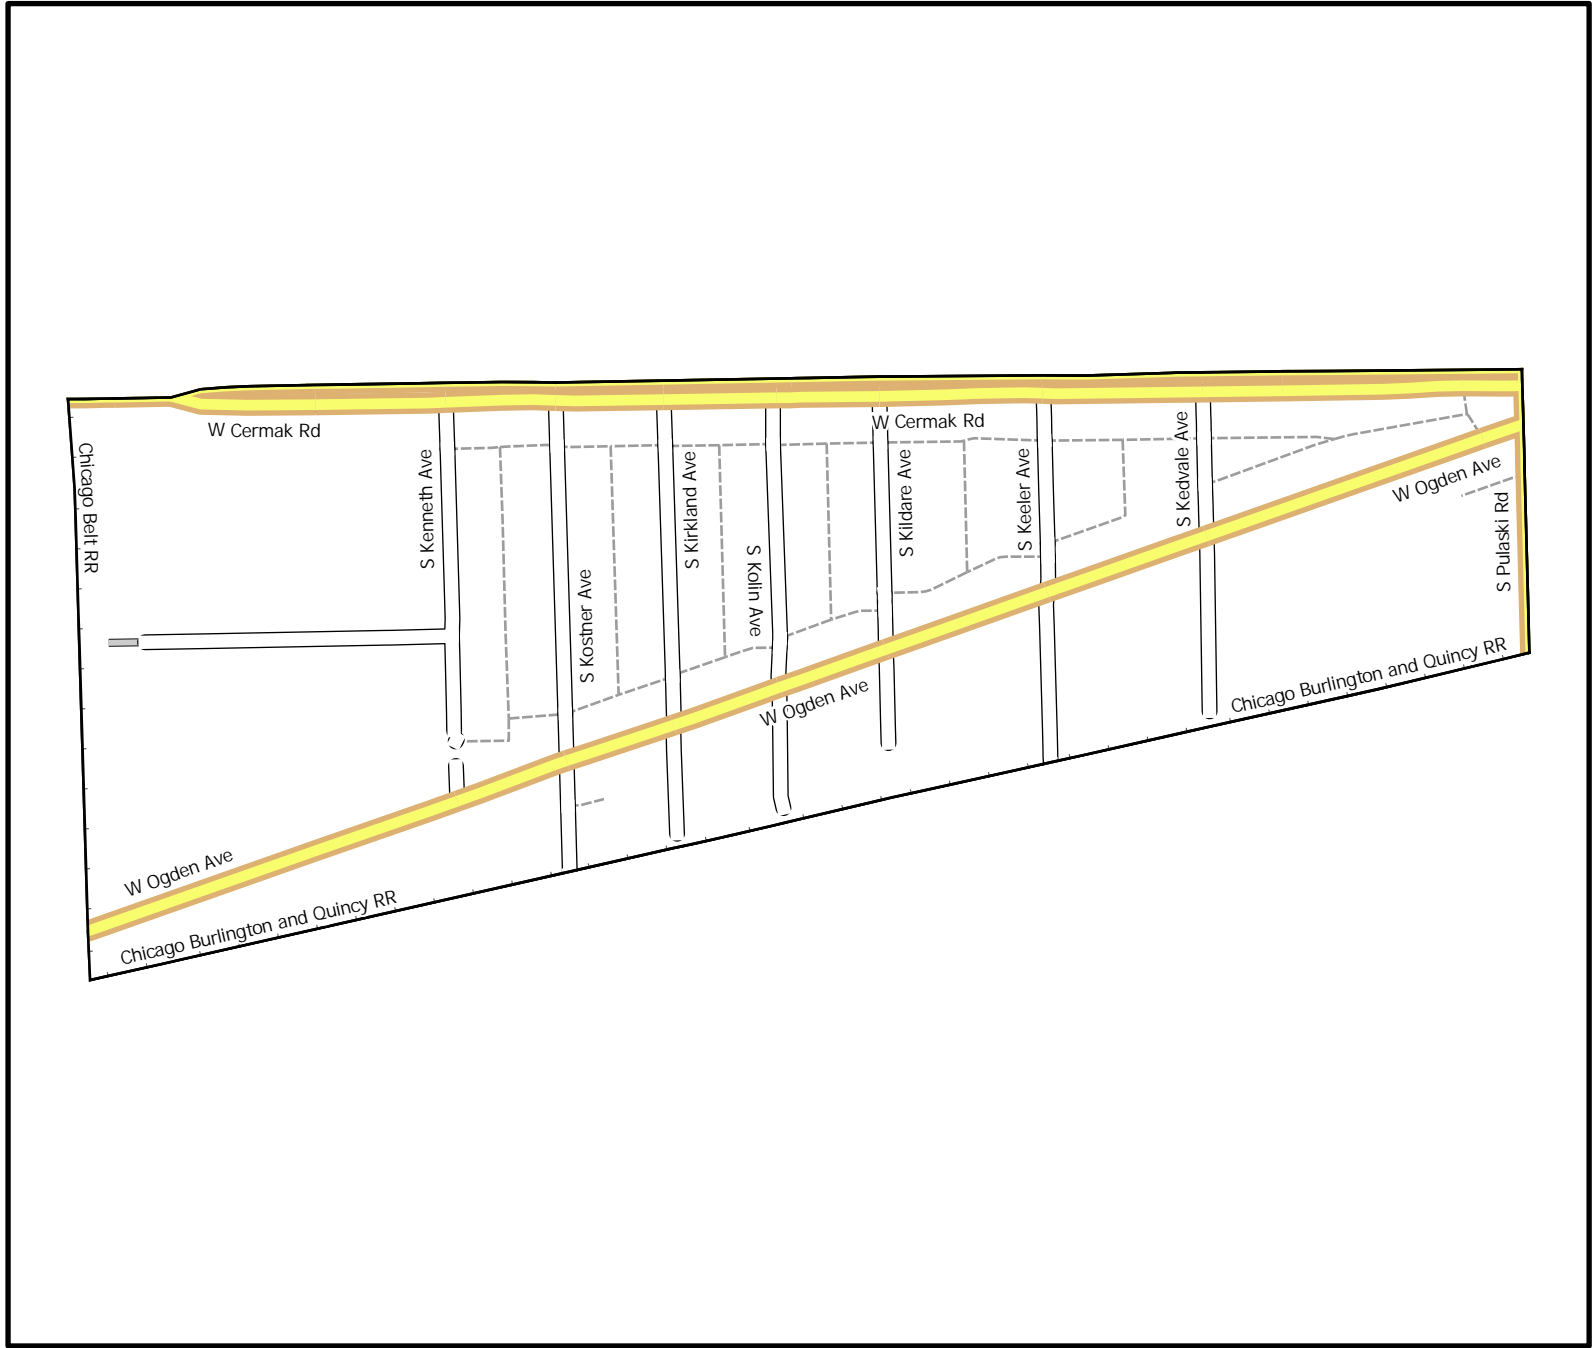 W Cermak Rd
W Cermak Rd
Chicago Belt RR
S Kenneth Ave
S Kostner Ave
S Kirkland Ave
S Kolin Ave
S Kildare Ave
S Keeler Ave
S Kedvale Ave
W Ogden Ave
S Pulaski Rd
W Ogden Ave
Chicago Burlington and Quincy RR
W Ogden Ave
Chicago Burlington and Quincy RR